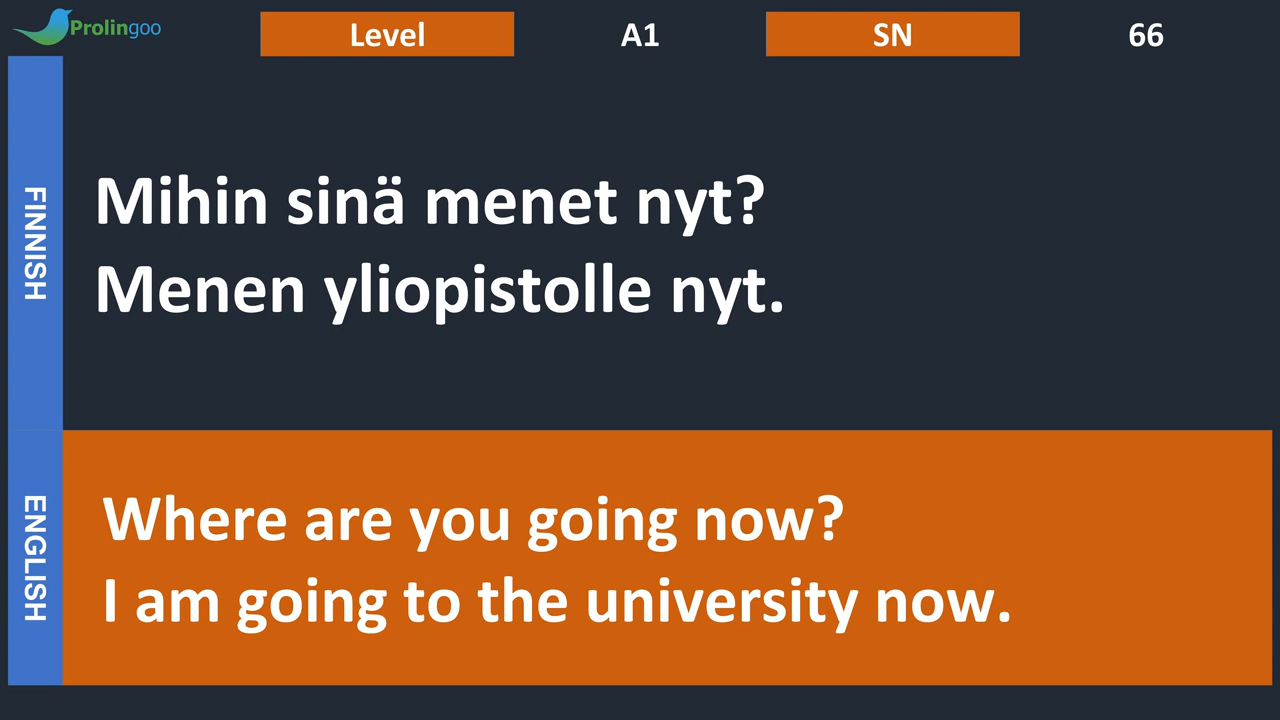 Prolingoo
Level
A1
SN
66
FINNISH
Mihin sinä menet nyt?
Menen yliopistolle nyt.
ENGLISH
Where are you going now?
I am going to the university now.